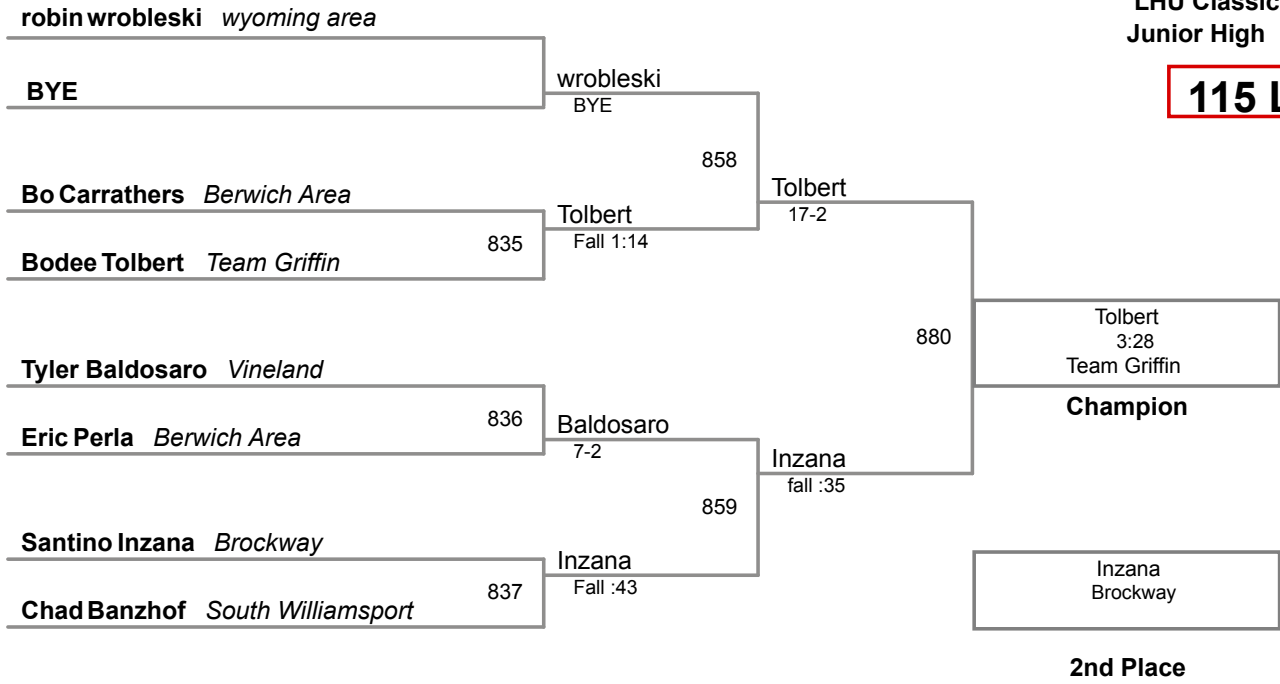 LHU Classic
Junior High
115 L
robin wrobleski wyoming area
BYE
wrobleski
BYE
858
Bo Carrathers Berwich Area
835
Bodee Tolbert Team Griffin
Tolbert
Fall 1:14
Tolbert
17-2
880
Tyler Baldosaro Vineland
836
Eric Perla Berwich Area
Baldosaro
7-2
859
Inzana
fall :35
Santino Inzana Brockway
837
Chad Banzhof South Williamsport
Inzana
Fall :43
Tolbert
3:28
Team Griffin
Champion
Inzana
Brockway
2nd Place